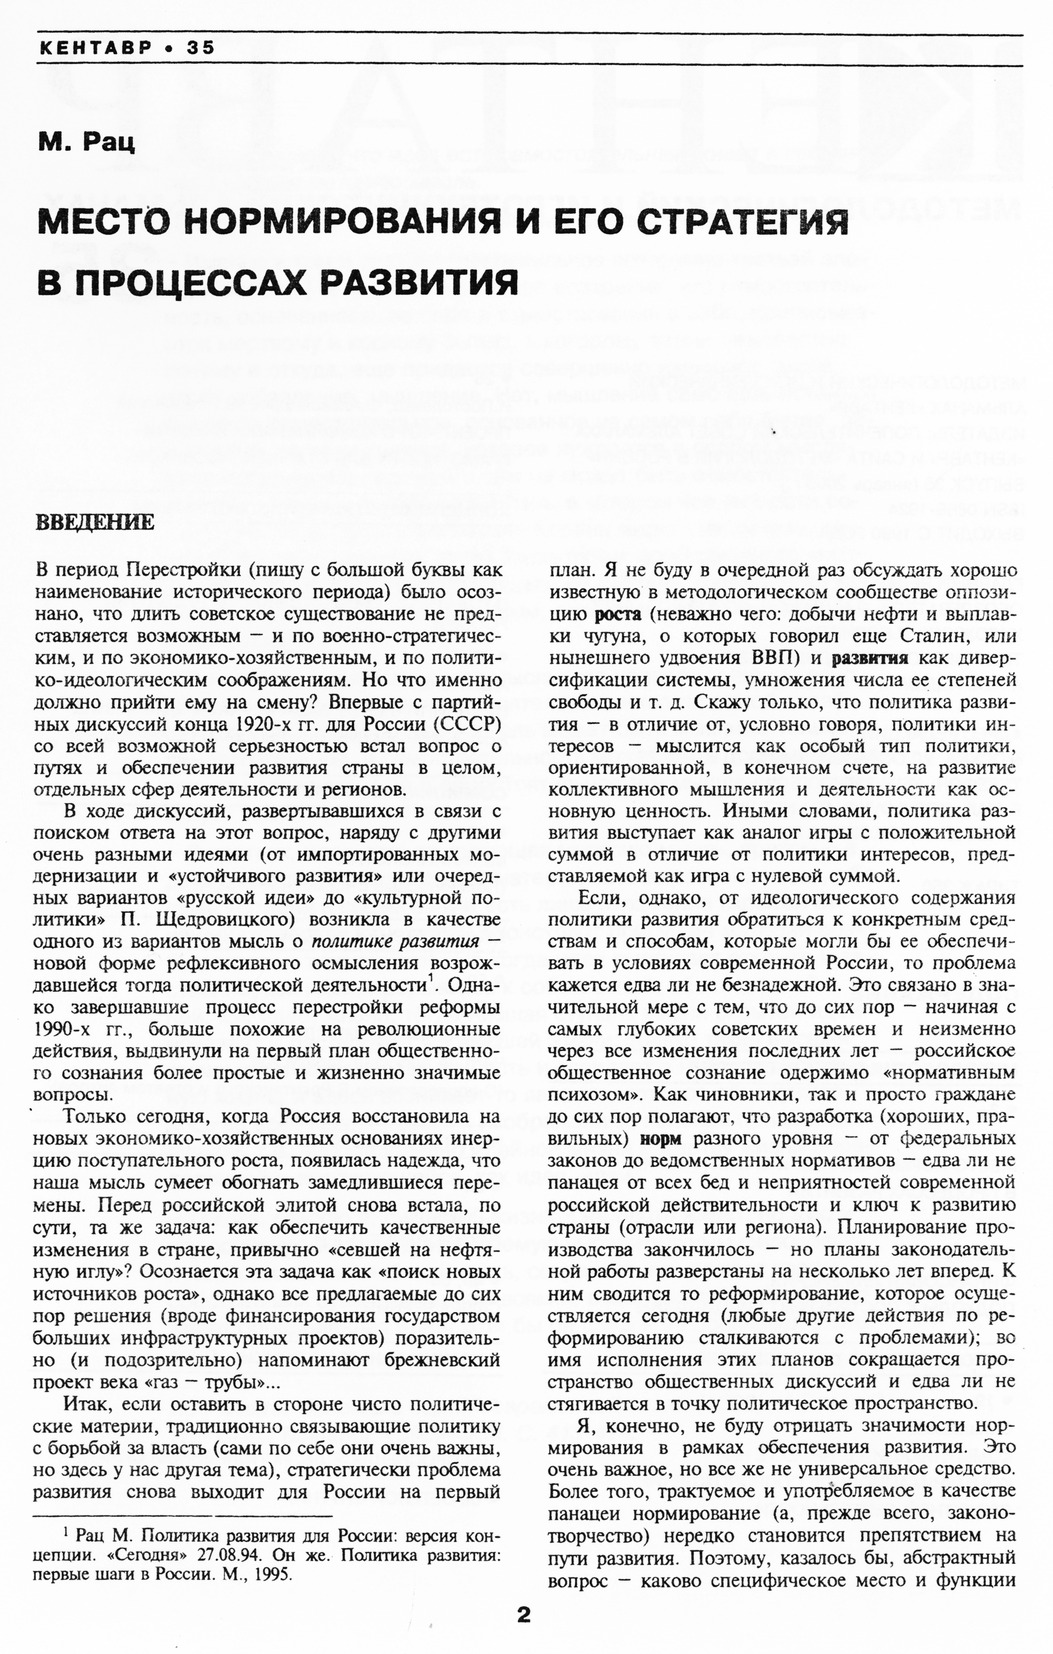 КЕНТАВР • 35
М. Рац
МЕСТО НОРМИРОВАНИЯ И ЕГО СТРАТЕГИЯ
В ПРОЦЕССАХ РАЗВИТИЯ
ВВЕДЕНИЕ
В период Перестройки (пишу с большой буквы как
наименование исторического периода) было осоз-
нано, что длить советское существование не пред-
ставляется возможным — и по военно-стратегичес-
ким, и по экономико-хозяйственным, и по полити-
ко-идеологическим соображениям. Но что именно
должно прийти ему на смену? Впервые с партий-
ных дискуссий конца 1920-х гг. для России (СССР)
со всей возможной серьезностью встал вопрос о
путях и обеспечении развития страны в целом,
отдельных сфер деятельности и регионов.
В ходе дискуссий, развертывавшихся в связи с
поиском ответа на этот вопрос, наряду с другими
очень разными идеями (от импортированных мо-
дернизации и «устойчивого развития» или очеред-
ных вариантов «русской идеи» до «культурной по-
литики» П. Щедровицкого) возникла в качестве
одного из вариантов мысль о политике развития —
новой форме рефлексивного осмысления возрож-
давшейся тогда политической деятельности¹. Одна-
ко завершавшие процесс перестройки реформы
1990-х гг., больше похожие на революционные
действия, выдвинули на первый план общественно-
го сознания более простые и жизненно значимые
вопросы.
Только сегодня, когда Россия восстановила на
новых экономико-хозяйственных основаниях инер-
цию поступательного роста, появилась надежда, что
наша мысль сумеет обогнать замедлившиеся пере-
мены. Перед российской элитой снова встала, по
сути, та же задача: как обеспечить качественные
изменения в стране, привычно «севшей на нефтя-
ную иглу»? Осознается эта задача как «поиск новых
источников роста», однако все предлагаемые до сих
пор решения (вроде финансирования государством
больших инфраструктурных проектов) поразитель-
но (и подозрительно) напоминают брежневский
проект века «газ — трубы»...
Итак, если оставить в стороне чисто политиче-
ские материи, традиционно связывающие политику
с борьбой за власть (сами по себе они очень важны,
но здесь у нас другая тема), стратегически проблема
развития снова выходит для России на первый
¹ Рац М. Политика развития для России: версия кон-
цепции. «Сегодня» 27.08.94. Он же. Политика развития:
первые шаги в России. М., 1995.
план. Я не буду в очередной раз обсуждать хорошо
известную в методологическом сообществе оппози-
цию роста (неважно чего: добычи нефти и выплав-
ки чугуна, о которых говорил еще Сталин, или
нынешнего удвоения ВВП) и развития как дивер-
сификации системы, умножения числа ее степеней
свободы и т. д. Скажу только, что политика разви-
тия — в отличие от, условно говоря, политики ин-
тересов — мыслится как особый тип политики,
ориентированной, в конечном счете, на развитие
коллективного мышления и деятельности как ос-
новную ценность. Иными словами, политика раз-
вития выступает как аналог игры с положительной
суммой в отличие от политики интересов, пред-
ставляемой как игра с нулевой суммой.
Если, однако, от идеологического содержания
политики развития обратиться к конкретным сред-
ствам и способам, которые могли бы ее обеспечи-
вать в условиях современной России, то проблема
кажется едва ли не безнадежной. Это связано в зна-
чительной мере с тем, что до сих пор — начиная с
самых глубоких советских времен и неизменно
через все изменения последних лет — российское
общественное сознание одержимо «нормативным
психозом». Как чиновники, так и просто граждане
до сих пор полагают, что разработка (хороших, пра-
вильных) норм разного уровня — от федеральных
законов до ведомственных нормативов — едва ли не
панацея от всех бед и неприятностей современной
российской действительности и ключ к развитию
страны (отрасли или региона). Планирование про-
изводства закончилось — но планы законодатель-
ной работы разверстаны на несколько лет вперед. К
ним сводится то реформирование, которое осуще-
ствляется сегодня (любые другие действия по ре-
формированию сталкиваются с проблемами); во
имя исполнения этих планов сокращается про-
странство общественных дискуссий и едва ли не
стягивается в точку политическое пространство.
Я, конечно, не буду отрицать значимости нор-
мирования в рамках обеспечения развития. Это
очень важное, но все же не универсальное средство.
Более того, трактуемое и употребляемое в качестве
панацеи нормирование (а, прежде всего, законо-
творчество) нередко становится препятствием на
пути развития. Поэтому, казалось бы, абстрактный
вопрос — каково специфическое место и функции
2